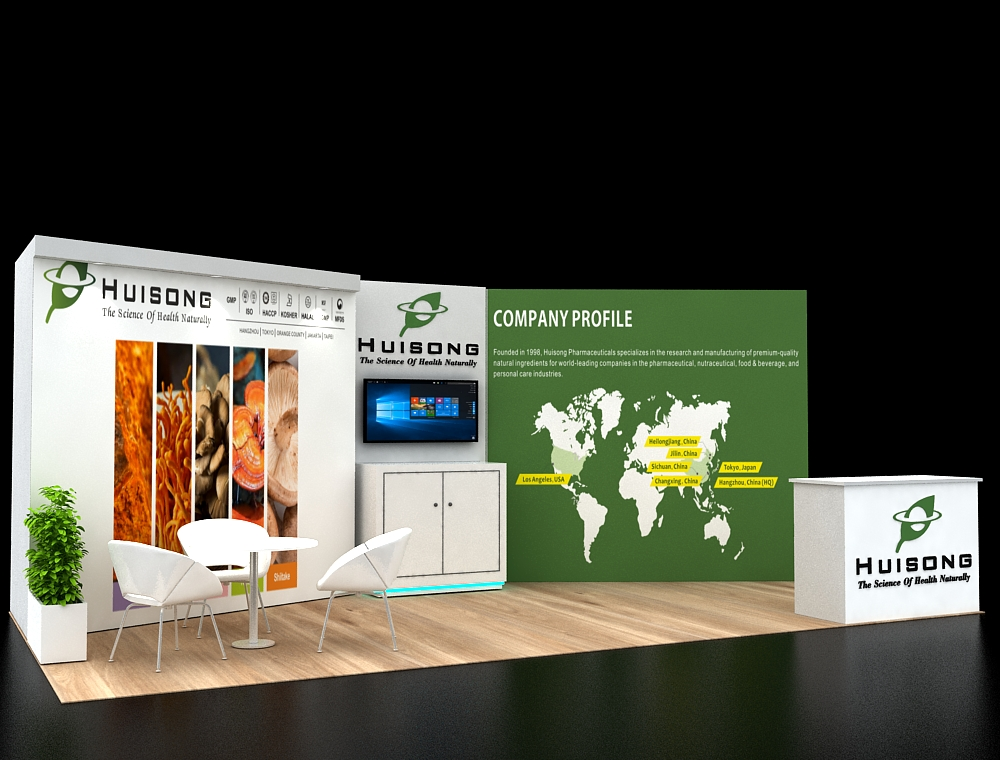 HUISONG
The Science Of Health Naturally
GMP
ISO
HACCP
KOSHER
HALAL
MFDS
HANGZHOU | TOKYO | ORANGE COUNTY | JAKARTA | TAIPEI
Shiitake
HUISONG
The Science Of Health Naturally
COMPANY PROFILE
Founded in 1998, Huisong Pharmaceuticals specializes in the research and manufacturing of premium-quality
natural ingredients for world-leading companies in the pharmaceutical, nutraceutical, food & beverage, and
personal care industries.
Heilongjiang, China
Jilin, China
Sichuan, China
Tokyo, Japan
Los Angeles, USA
Changxing, China
Hangzhou, China (HQ)
HUISONG
The Science Of Health Naturally